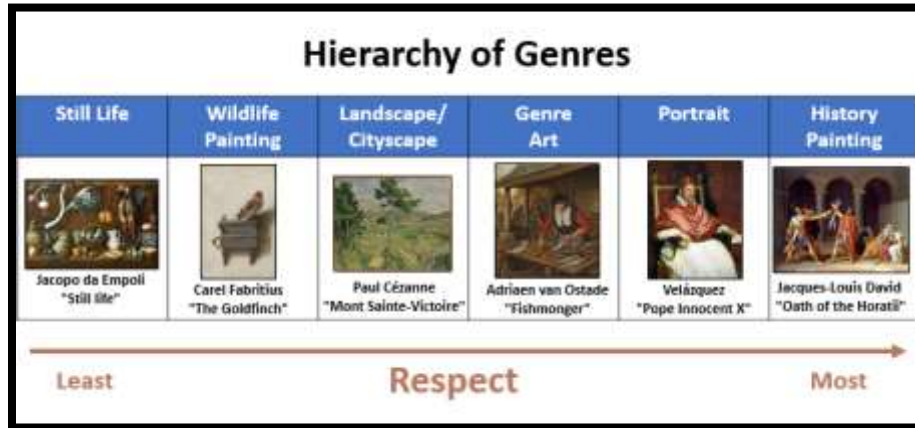 Hierarchy of Genres
Still Life
Wildlife
Painting
Landscape/
Cityscape
Genre
Art
Portrait
History
Painting
Jacopo da Empoli
"Still life"
Carel Fabritius
"The Goldfinch"
Paul Cézanne
"Mont Sainte-Victoire"
Adriaen van Ostade
"Fishmonger"
Velázquez
"Pope Innocent X"
Jacques-Louis David
"Oath of the Horatii"
Least
Respect
Most